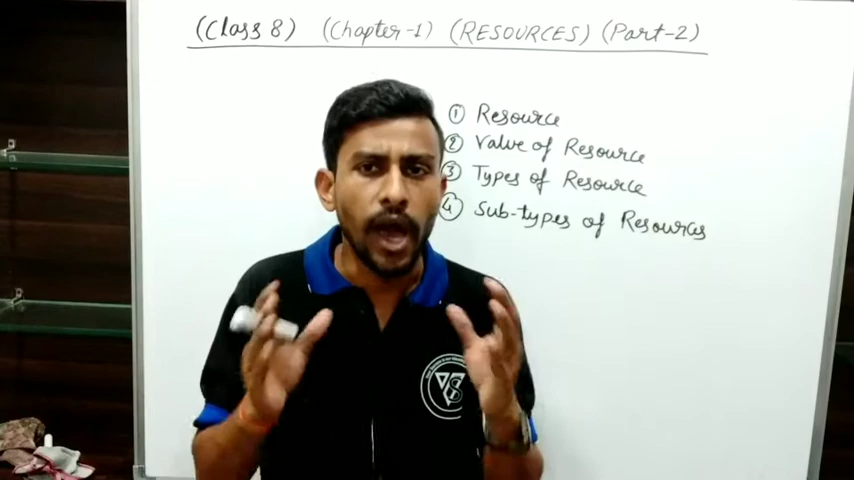 (Class 8) (Chapter-1) (RESOURCES) (Part-2)
① Resource
② Value of Resource
③ Types of Resource
④ Sub-types of Resources